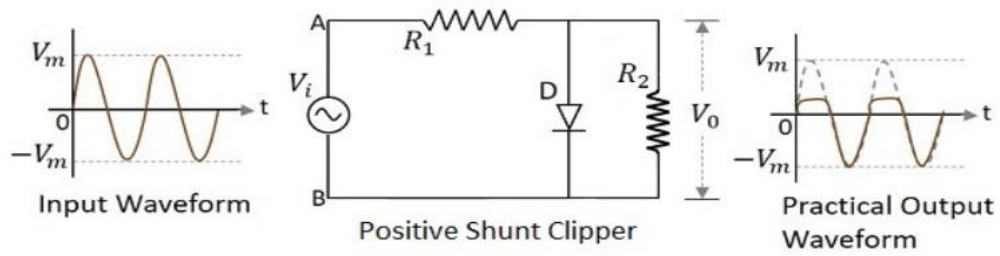 V_m
0
t
-V_m
Input Waveform
A
R_1
V_i
D
R_2
V_0
B
Positive Shunt Clipper
V_m
0
t
-V_m
Practical Output
Waveform